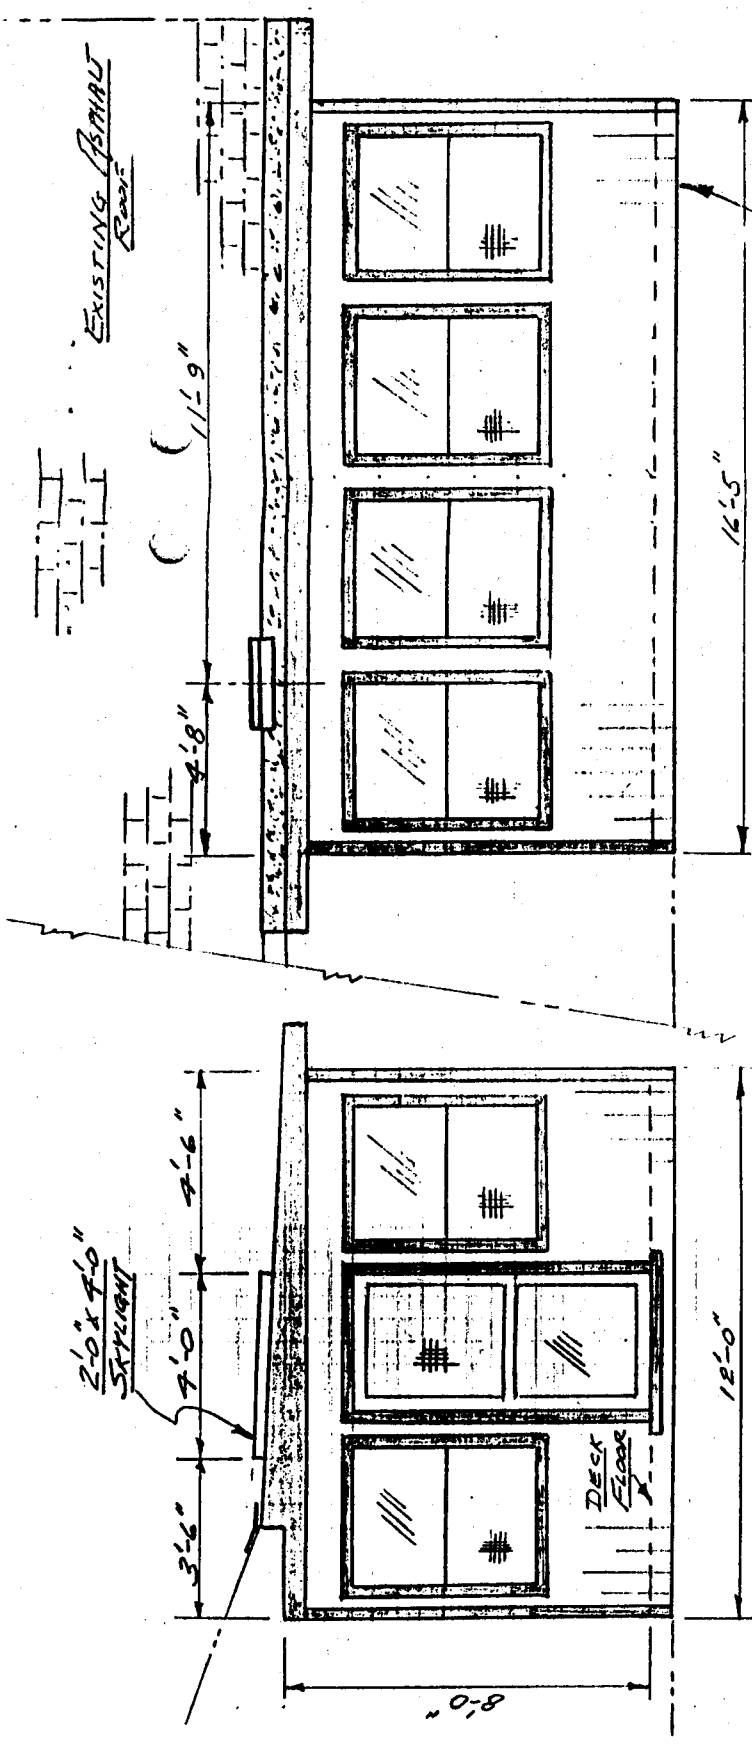 EXISTING ASPHALT
ROOF
11'-9"
4'-8"
16'-5"
2'-0" x 4'-0"
SKYLIGHT
4'-6"
4'-0"
3'-6"
DECK
FLOOR
12'-0"
8'-0"